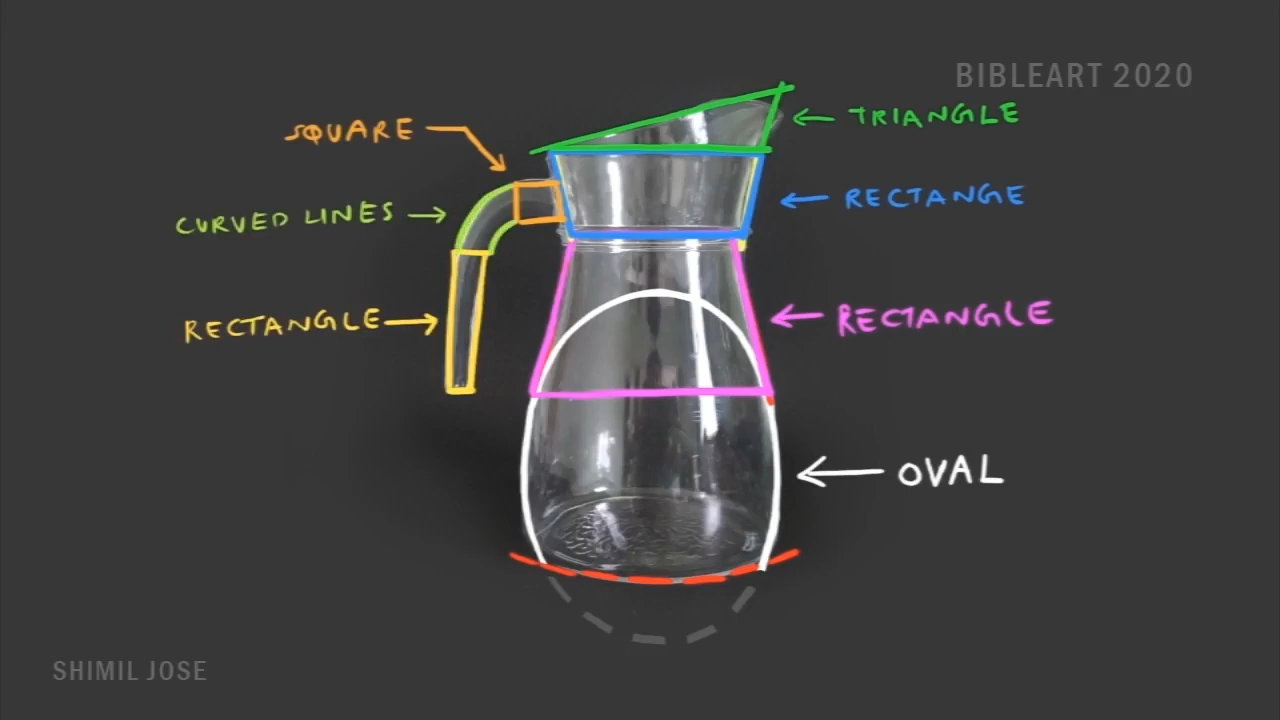 BIBLEART 2020
TRIANGLE
SQUARE
RECTANGE
CURVED LINES
RECTANGLE
RECTANGLE
OVAL
SHIMIL JOSE